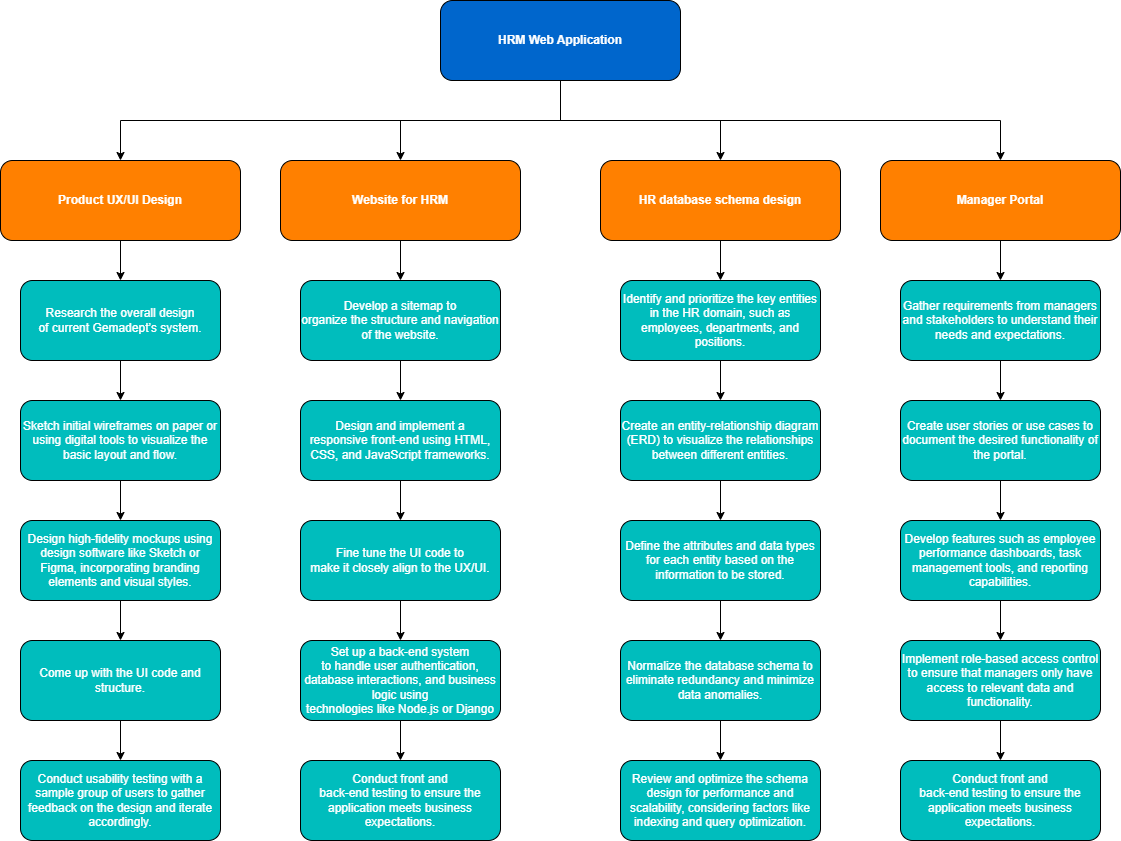 HRM Web Application
Product UX/UI Design
Website for HRM
HR database schema design
Manager Portal
Research the overall design
of current Gemadept's system.
Develop a sitemap to
organize the structure and navigation
of the website.
Identify and prioritize the key entities
in the HR domain, such as
employees, departments, and
positions.
Gather requirements from managers
and stakeholders to understand their
needs and expectations.
Sketch initial wireframes on paper or
using digital tools to visualize the
basic layout and flow.
Design and implement a
responsive front-end using HTML,
CSS, and JavaScript frameworks.
Create an entity-relationship diagram
(ERD) to visualize the relationships
between different entities.
Create user stories or use cases to
document the desired functionality of
the portal.
Design high-fidelity mockups using
design software like Sketch or
Figma, incorporating branding
elements and visual styles.
Fine tune the UI code to
make it closely align to the UX/UI.
Define the attributes and data types
for each entity based on the
information to be stored.
Develop features such as employee
performance dashboards, task
management tools, and reporting
capabilities.
Come up with the UI code and
structure.
Set up a back-end system
to handle user authentication,
database interactions, and business
logic using
technologies like Node.js or Django
Normalize the database schema to
eliminate redundancy and minimize
data anomalies.
Implement role-based access control
to ensure that managers only have
access to relevant data and
functionality.
Conduct usability testing with a
sample group of users to gather
feedback on the design and iterate
accordingly.
Conduct front and
back-end testing to ensure the
application meets business
expectations.
Review and optimize the schema
design for performance and
scalability, considering factors like
indexing and query optimization.
Conduct front and
back-end testing to ensure the
application meets business
expectations.